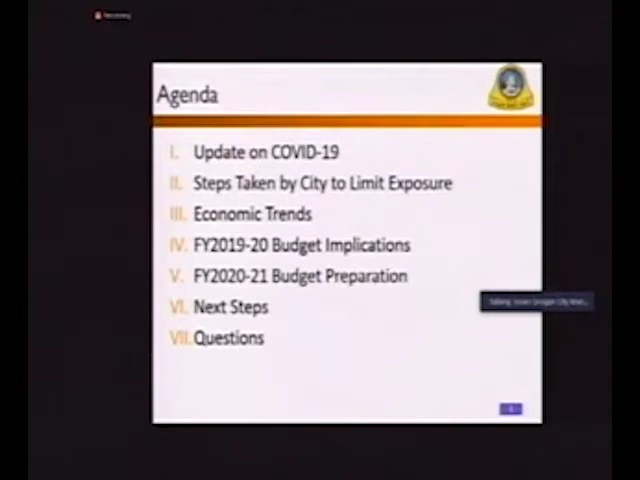 Recording
Agenda
I. Update on COVID-19
II. Steps Taken by City to Limit Exposure
III. Economic Trends
IV. FY2019-20 Budget Implications
V. FY2020-21 Budget Preparation
VI. Next Steps
VII. Questions